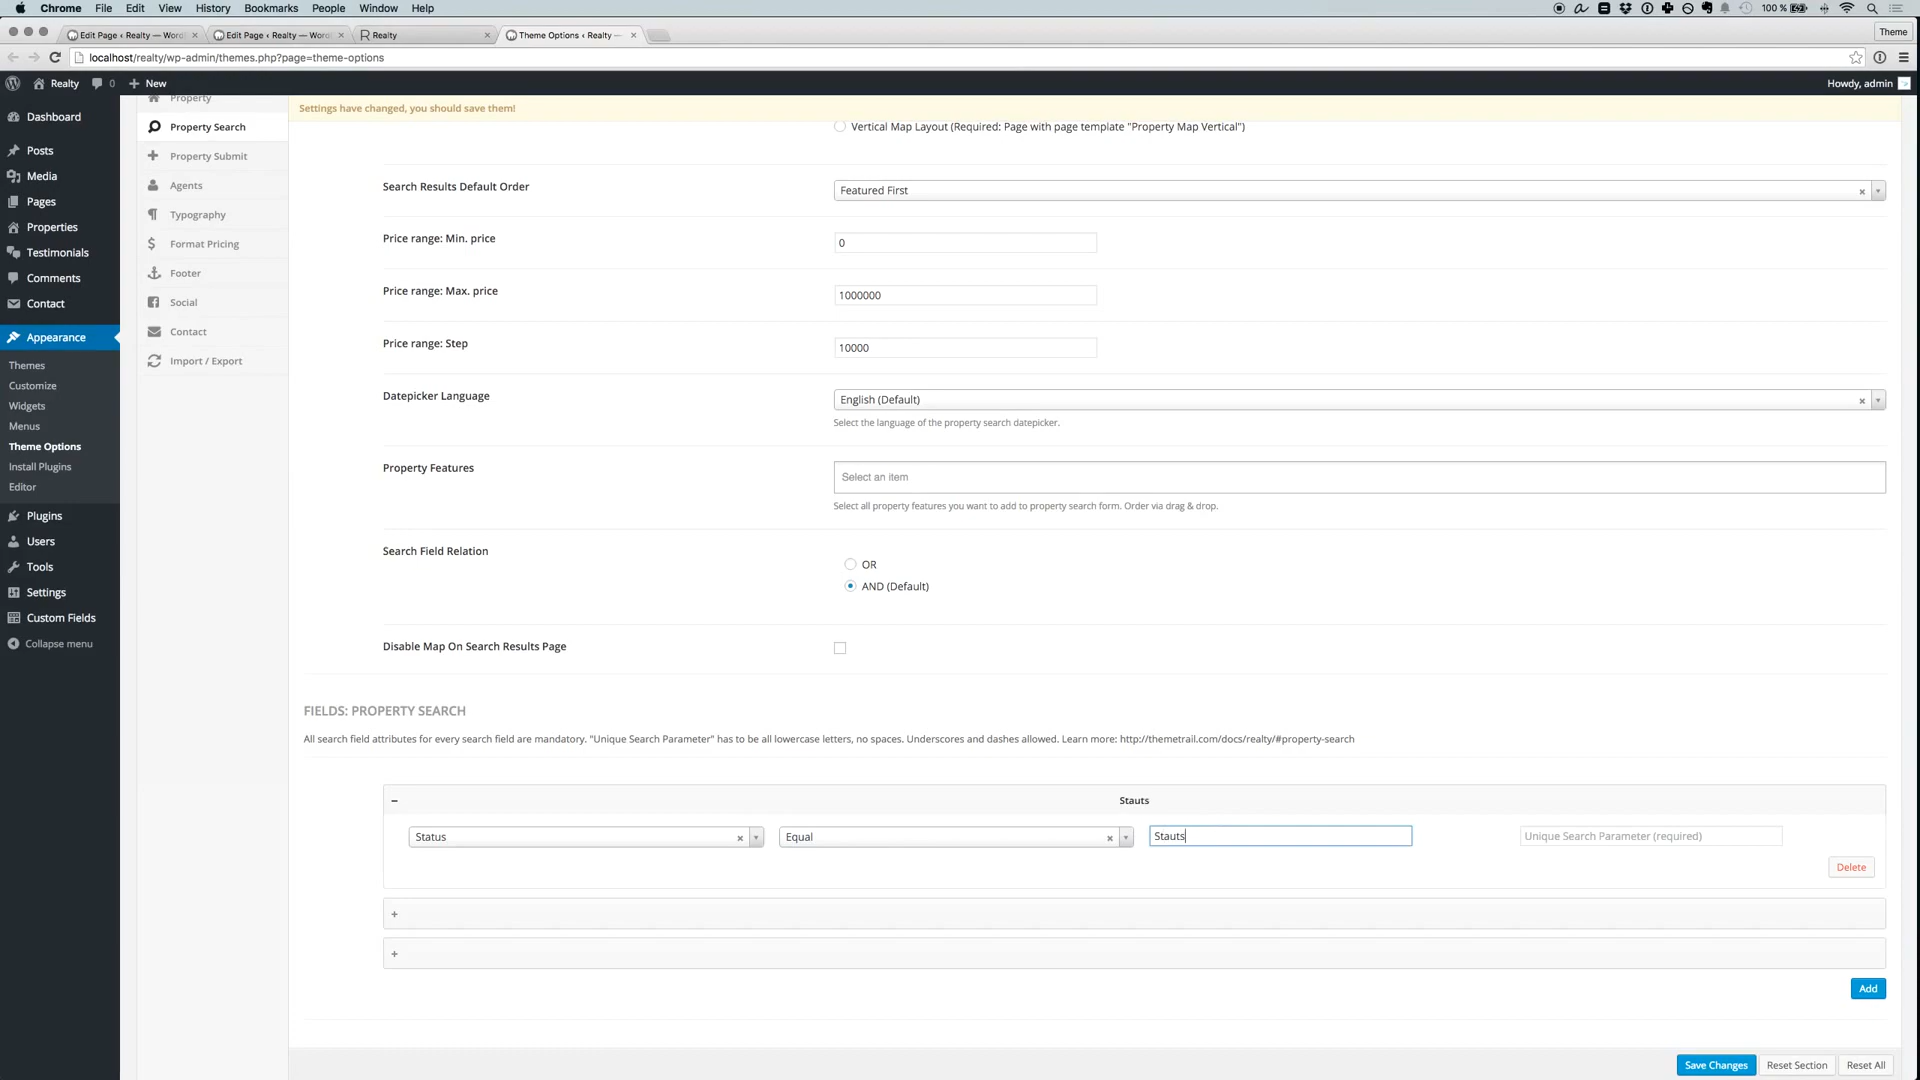 Chrome File Edit View History Bookmarks People Window Help 100 %
Edit Page ‹ Realty — Word Edit Page ‹ Realty — Word Realty Theme Options ‹ Realty — Theme
localhost/realty/wp-admin/themes.php?page=theme-options
Realty 0 New Howdy, admin
Dashboard
Posts
Media
Pages
Properties
Testimonials
Comments
Contact
Appearance
Themes
Customize
Widgets
Menus
Theme Options
Install Plugins
Editor
Plugins
Users
Tools
Settings
Custom Fields
Collapse menu
Property
Property Search
Property Submit
Agents
Typography
Format Pricing
Footer
Social
Contact
Import / Export
Settings have changed, you should save them!
Vertical Map Layout (Required: Page with page template "Property Map Vertical")
Search Results Default Order Featured First
Price range: Min. price 0
Price range: Max. price 1000000
Price range: Step 10000
Datepicker Language English (Default)
Select the language of the property search datepicker.
Property Features Select an item
Select all property features you want to add to property search form. Order via drag & drop.
Search Field Relation
OR
AND (Default)
Disable Map On Search Results Page
FIELDS: PROPERTY SEARCH
All search field attributes for every search field are mandatory. "Unique Search Parameter" has to be all lowercase letters, no spaces. Underscores and dashes allowed. Learn more: http://themetrail.com/docs/realty/#property-search
Stauts
Status Equal Stauts Unique Search Parameter (required)
Delete
Add
Save Changes Reset Section Reset All